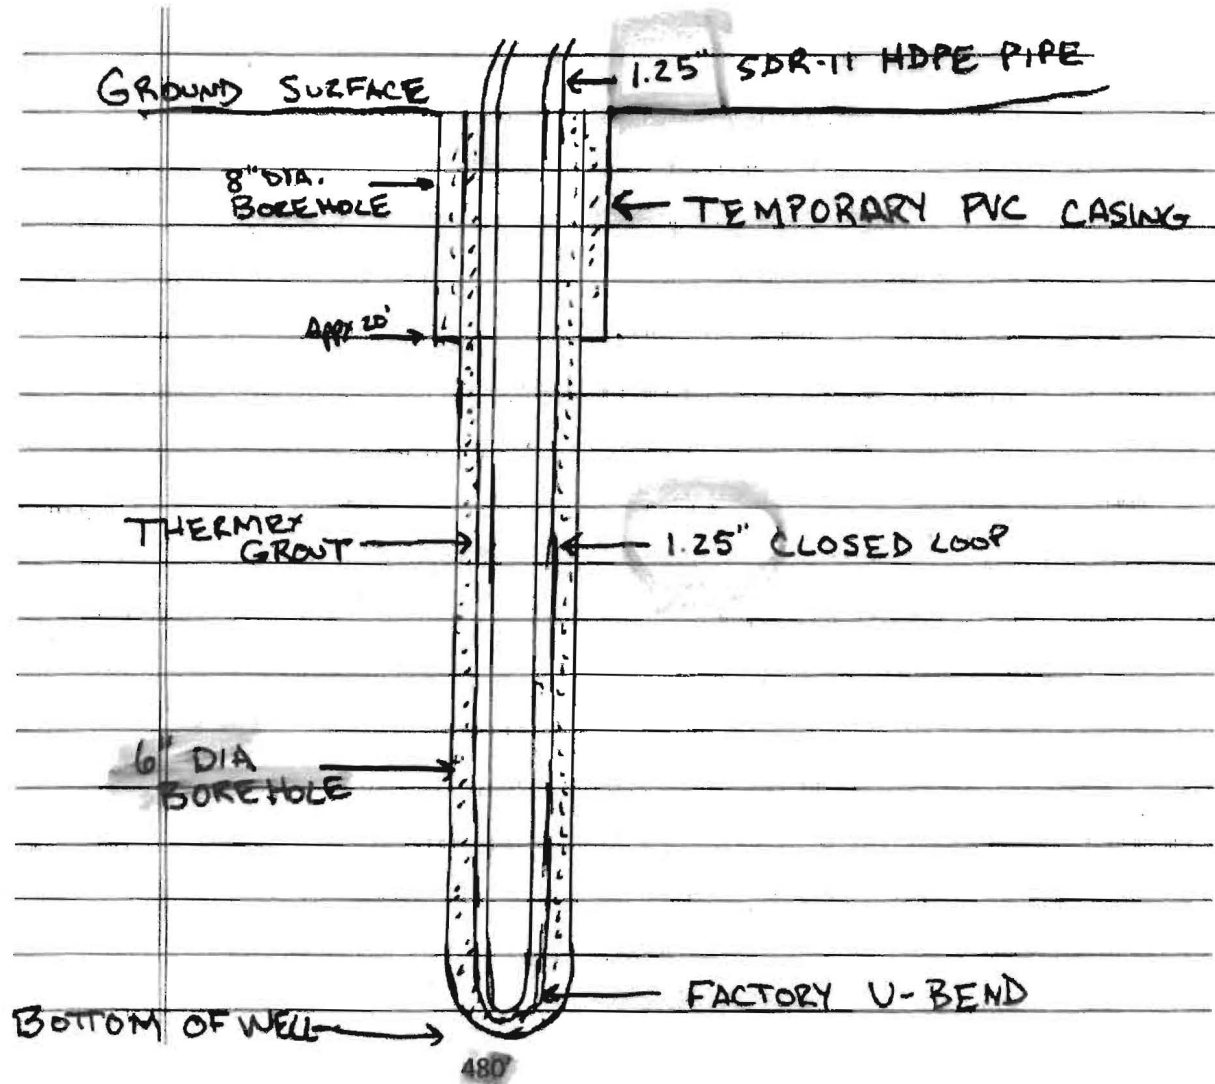 1.25" SDR-11 HDPE PIPE
GROUND SURFACE
8" DIA.
BOREHOLE
TEMPORARY PVC CASING
Appx 20'
THERMEX
GROUT
1.25" CLOSED LOOP
6" DIA
BOREHOLE
FACTORY U-BEND
BOTTOM OF WELL
480'